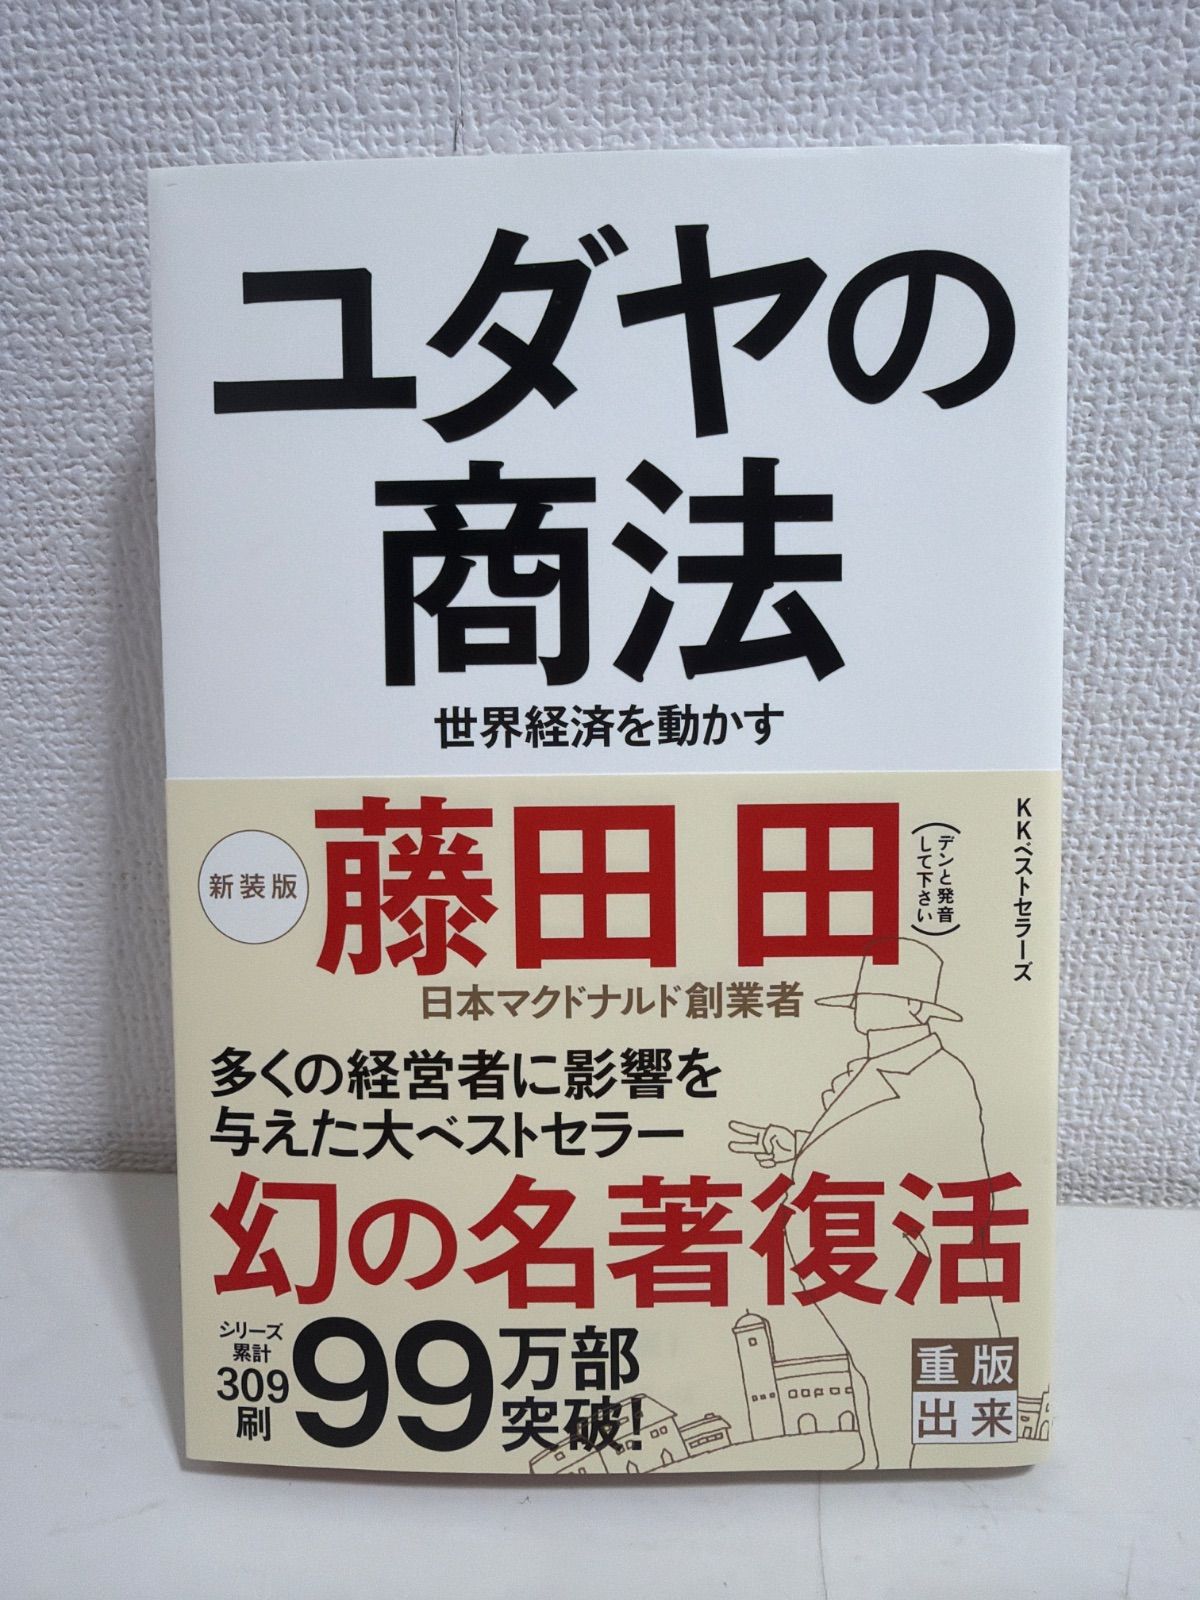 ユダヤの
商法
世界経済を動かす
KKベストセラーズ
新装版
藤田 田
(デンと発音
して下さい)
日本マクドナルド創業者
多くの経営者に影響を
与えた大ベストセラー
幻の名著復活
シリーズ
累計
309
刷
99万部
突破!
重版
出来